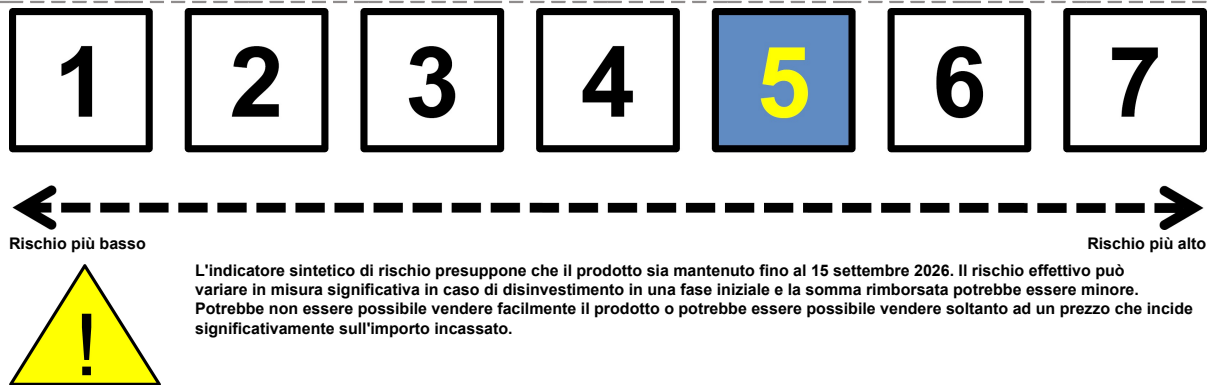 1 2 3 4 5 6 7
Rischio più basso Rischio più alto
L'indicatore sintetico di rischio presuppone che il prodotto sia mantenuto fino al 15 settembre 2026. Il rischio effettivo può
variare in misura significativa in caso di disinvestimento in una fase iniziale e la somma rimborsata potrebbe essere minore.
Potrebbe non essere possibile vendere facilmente il prodotto o potrebbe essere possibile vendere soltanto ad un prezzo che incide
significativamente sull'importo incassato.
!